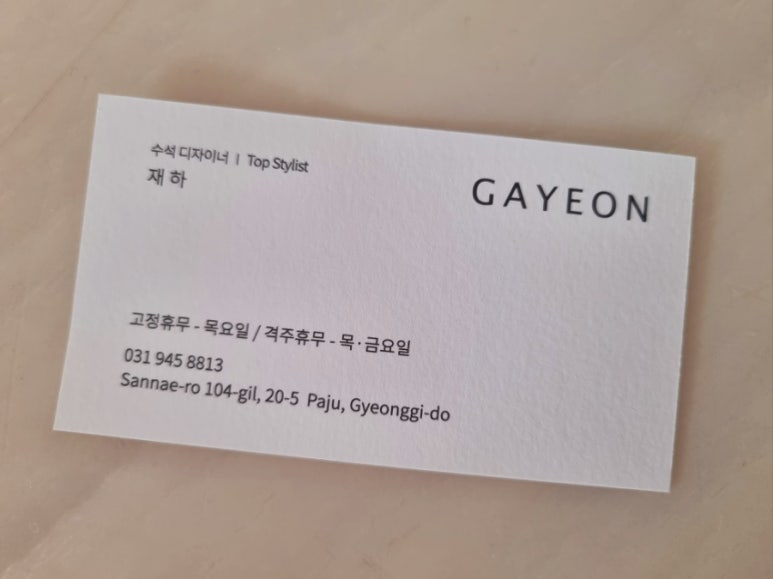 수석 디자이너 | Top Stylist
재하
GAYEON
고정휴무 - 목요일 / 격주휴무 - 목·금요일
031 945 8813
Sannae-ro 104-gil, 20-5 Paju, Gyeonggi-do